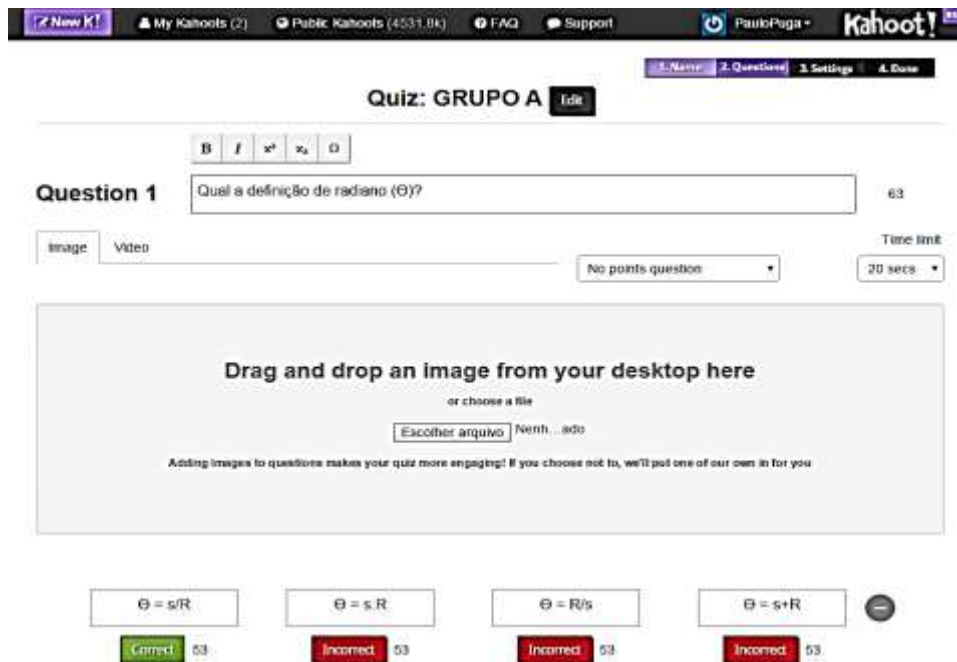 New K!
My Kahoots (2)
Public Kahoots (4531.8k)
FAQ
Support
PauloPuga
Kahoot!
1. Name
2. Questions
3. Settings
4. Done
Quiz: GRUPO A
Edit
B I x² x₂ Ω
Question 1
Qual a definição de radiano (Θ)?
63
Image
Video
Time limit
No points question
20 secs
Drag and drop an image from your desktop here
or choose a file
Escolher arquivo Nenh...ado
Adding images to questions makes your quiz more engaging! If you choose not to, we'll put one of our own in for you
Θ = s/R
Θ = s.R
Θ = R/s
Θ = s+R
Correct 53
Incorrect 53
Incorrect 53
Incorrect 53